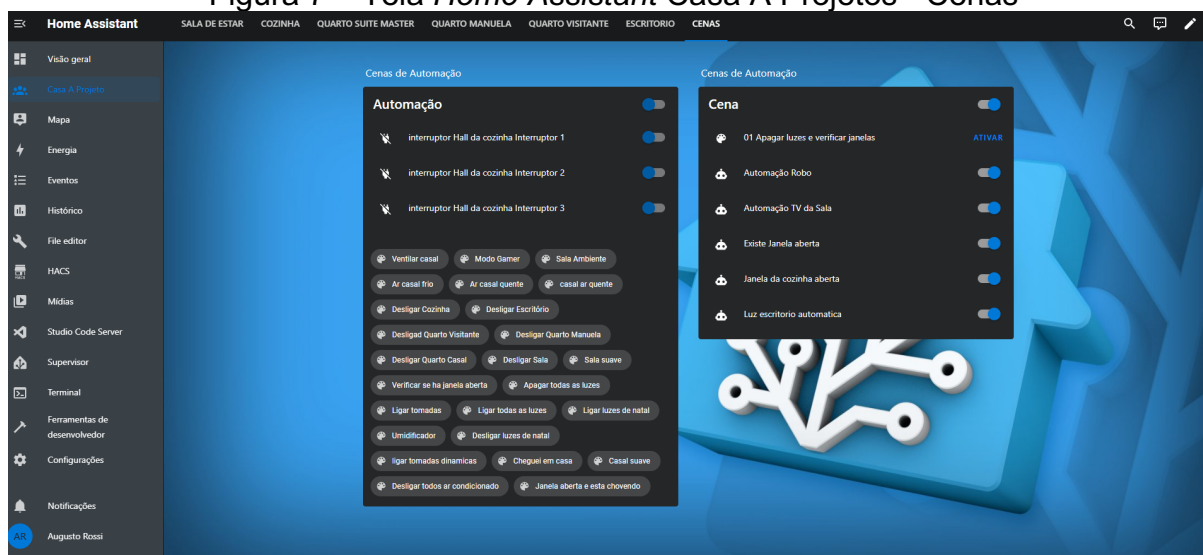 Figura 7 – Tela Home Assistant Casa A Projetos - Cenas
Home Assistant
SALA DE ESTAR COZINHA QUARTO SUITE MASTER QUARTO MANUELA QUARTO VISITANTE ESCRITORIO CENAS
Visão geral
Casa A Projeto
Mapa
Energia
Eventos
Histórico
File editor
HACS
Mídias
Studio Code Server
Supervisor
Terminal
Ferramentas de
desenvolvedor
Configurações
Notificações
AR Augusto Rossi
Cenas de Automação
Automação
interruptor Hall da cozinha Interruptor 1
interruptor Hall da cozinha Interruptor 2
interruptor Hall da cozinha Interruptor 3
Ventilar casal Modo Gamer Sala Ambiente
Ar casal frio Ar casal quente casal ar quente
Desligar Cozinha Desligar Escritório
Desligad Quarto Visitante Desligar Quarto Manuela
Desligar Quarto Casal Desligar Sala Sala suave
Verificar se ha janela aberta Apagar todas as luzes
Ligar tomadas Ligar todas as luzes Ligar luzes de natal
Umidificador Desligar luzes de natal
ligar tomadas dinamicas Cheguei em casa Casal suave
Desligar todos ar condicionado Janela aberta e esta chovendo
Cenas de Automação
Cena
01 Apagar luzes e verificar janelas ATIVAR
Automação Robo
Automação TV da Sala
Existe Janela aberta
Janela da cozinha aberta
Luz escritorio automatica